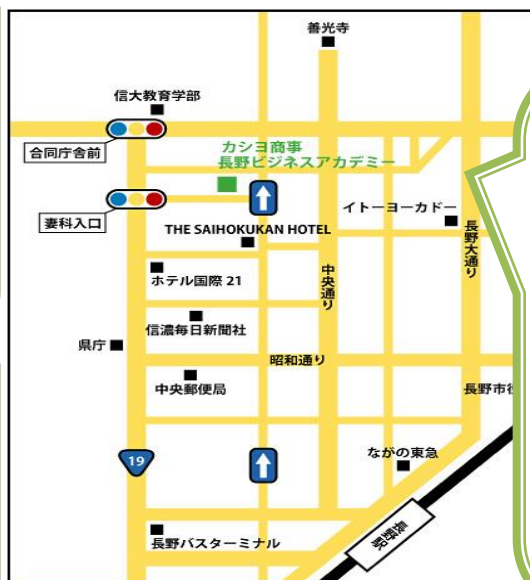 善光寺
信大教育学部
合同庁舎前
カシヨ商事
長野ビジネスアカデミー
妻科入口
イトーヨーカドー
THE SAIHOKUKAN HOTEL
長野大通り
中央通り
ホテル国際 21
信濃毎日新聞社
県庁
昭和通り
中央郵便局
長野市役
19
ながの東急
長野駅
長野バスターミナル